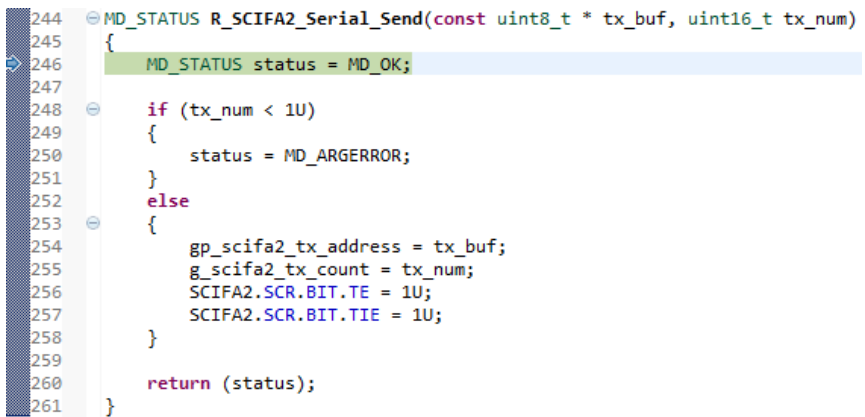 244 MD_STATUS R_SCIFA2_Serial_Send(const uint8_t * tx_buf, uint16_t tx_num)
245 {
246     MD_STATUS status = MD_OK;
247
248     if (tx_num < 1U)
249     {
250         status = MD_ARGERROR;
251     }
252     else
253     {
254         gp_scifa2_tx_address = tx_buf;
255         g_scifa2_tx_count = tx_num;
256         SCIFA2.SCR.BIT.TE = 1U;
257         SCIFA2.SCR.BIT.TIE = 1U;
258     }
259
260     return (status);
261 }